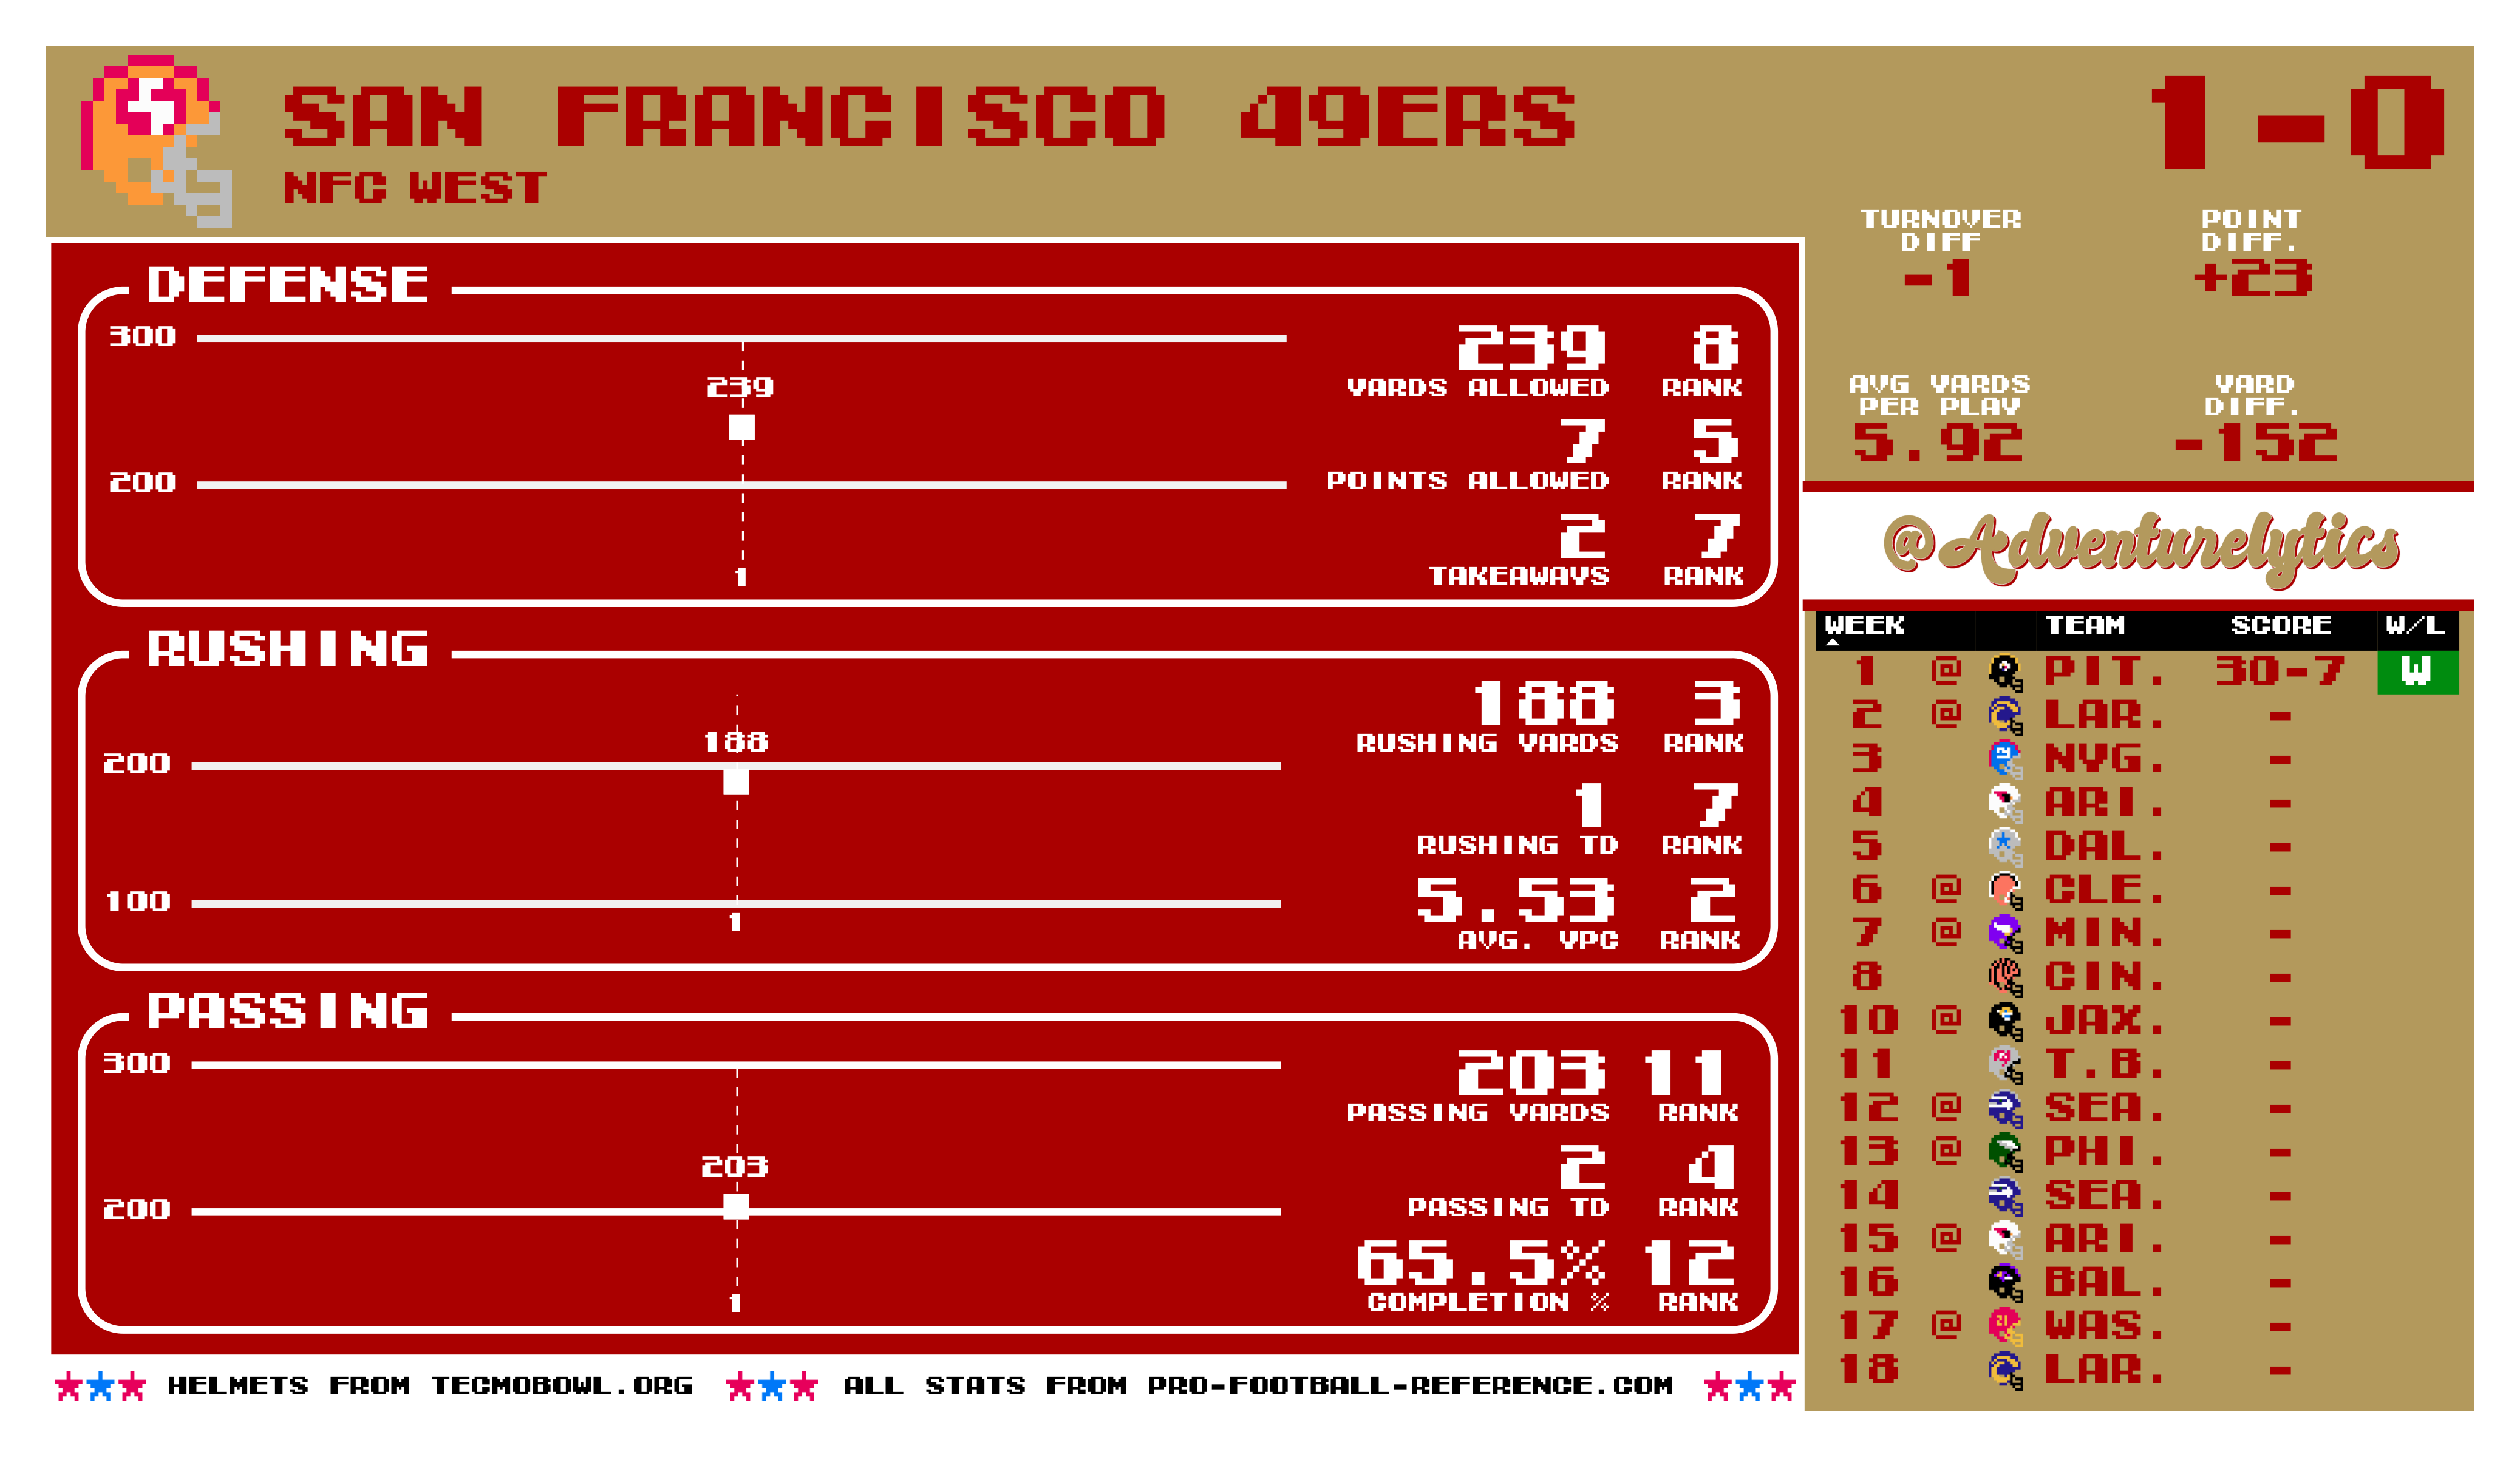 SAN FRANCISCO 49ERS
NFC WEST
1-0
TURNOVER DIFF
-1
POINT DIFF.
+23
AVG YARDS PER PLAY
5.92
YARD DIFF.
-152
@Adventurelytics
DEFENSE
300
239
200
1
239 8
YARDS ALLOWED RANK
7 5
POINTS ALLOWED RANK
2 7
TAKEAWAYS RANK
RUSHING
188
200
100
1
188 3
RUSHING YARDS RANK
1 7
RUSHING TD RANK
5.53 2
AVG. YPC RANK
PASSING
300
203
200
1
203 11
PASSING YARDS RANK
2 4
PASSING TD RANK
65.5% 12
COMPLETION % RANK
WEEK TEAM SCORE W/L
1 @ PIT. 30-7 W
2 @ LAR. -
3 NYG. -
4 ARI. -
5 DAL. -
6 @ CLE. -
7 @ MIN. -
8 CIN. -
10 @ JAX. -
11 T.B. -
12 @ SEA. -
13 @ PHI. -
14 SEA. -
15 @ ARI. -
16 BAL. -
17 @ WAS. -
18 LAR. -
HELMETS FROM TECMOBOWL.ORG ALL STATS FROM PRO-FOOTBALL-REFERENCE.COM